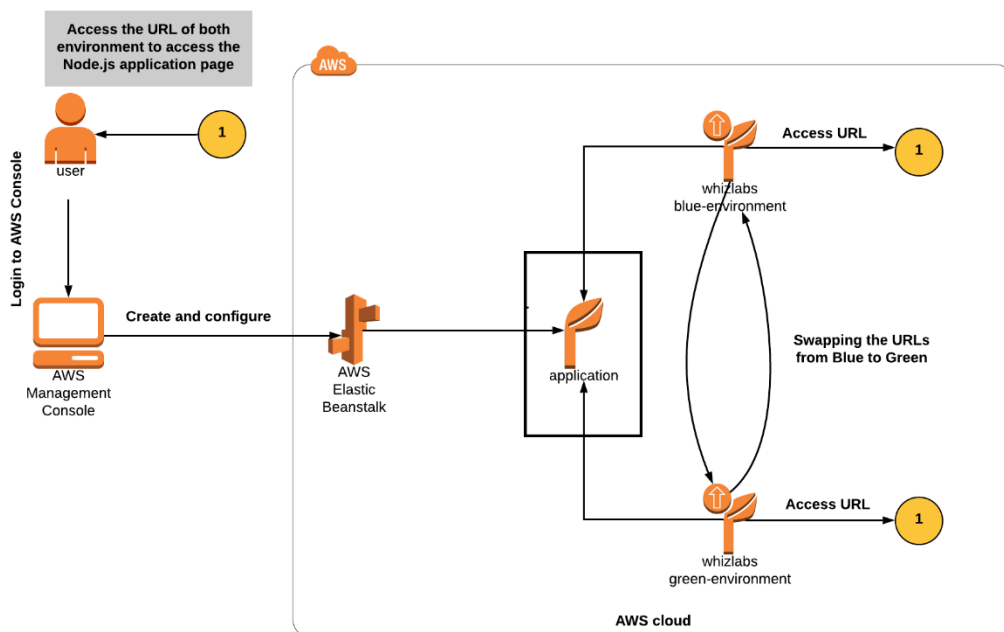 Access the URL of both
environment to access the
Node.js application page
AWS
1
user
Login to AWS Console
AWS
Management
Console
Create and configure
AWS
Elastic
Beanstalk
application
whizlabs
blue-environment
Access URL
1
Swapping the URLs
from Blue to Green
whizlabs
green-environment
Access URL
1
AWS cloud